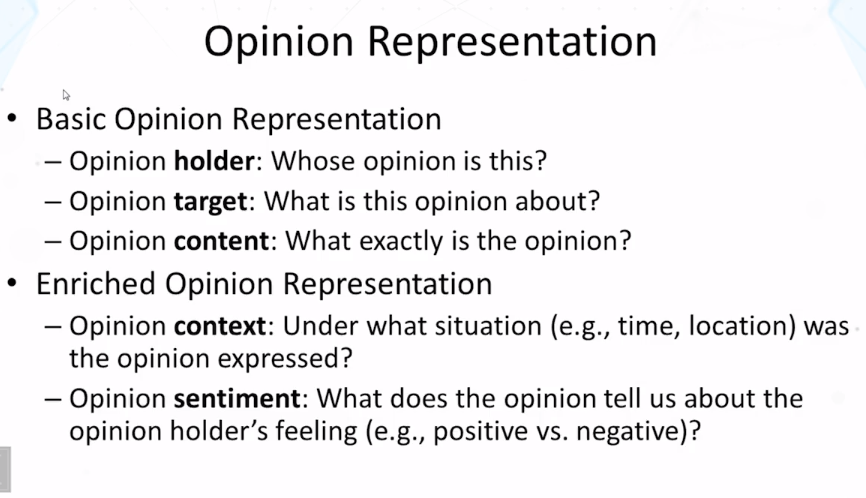 Opinion Representation
• Basic Opinion Representation
– Opinion holder: Whose opinion is this?
– Opinion target: What is this opinion about?
– Opinion content: What exactly is the opinion?
• Enriched Opinion Representation
– Opinion context: Under what situation (e.g., time, location) was
the opinion expressed?
– Opinion sentiment: What does the opinion tell us about the
opinion holder’s feeling (e.g., positive vs. negative)?